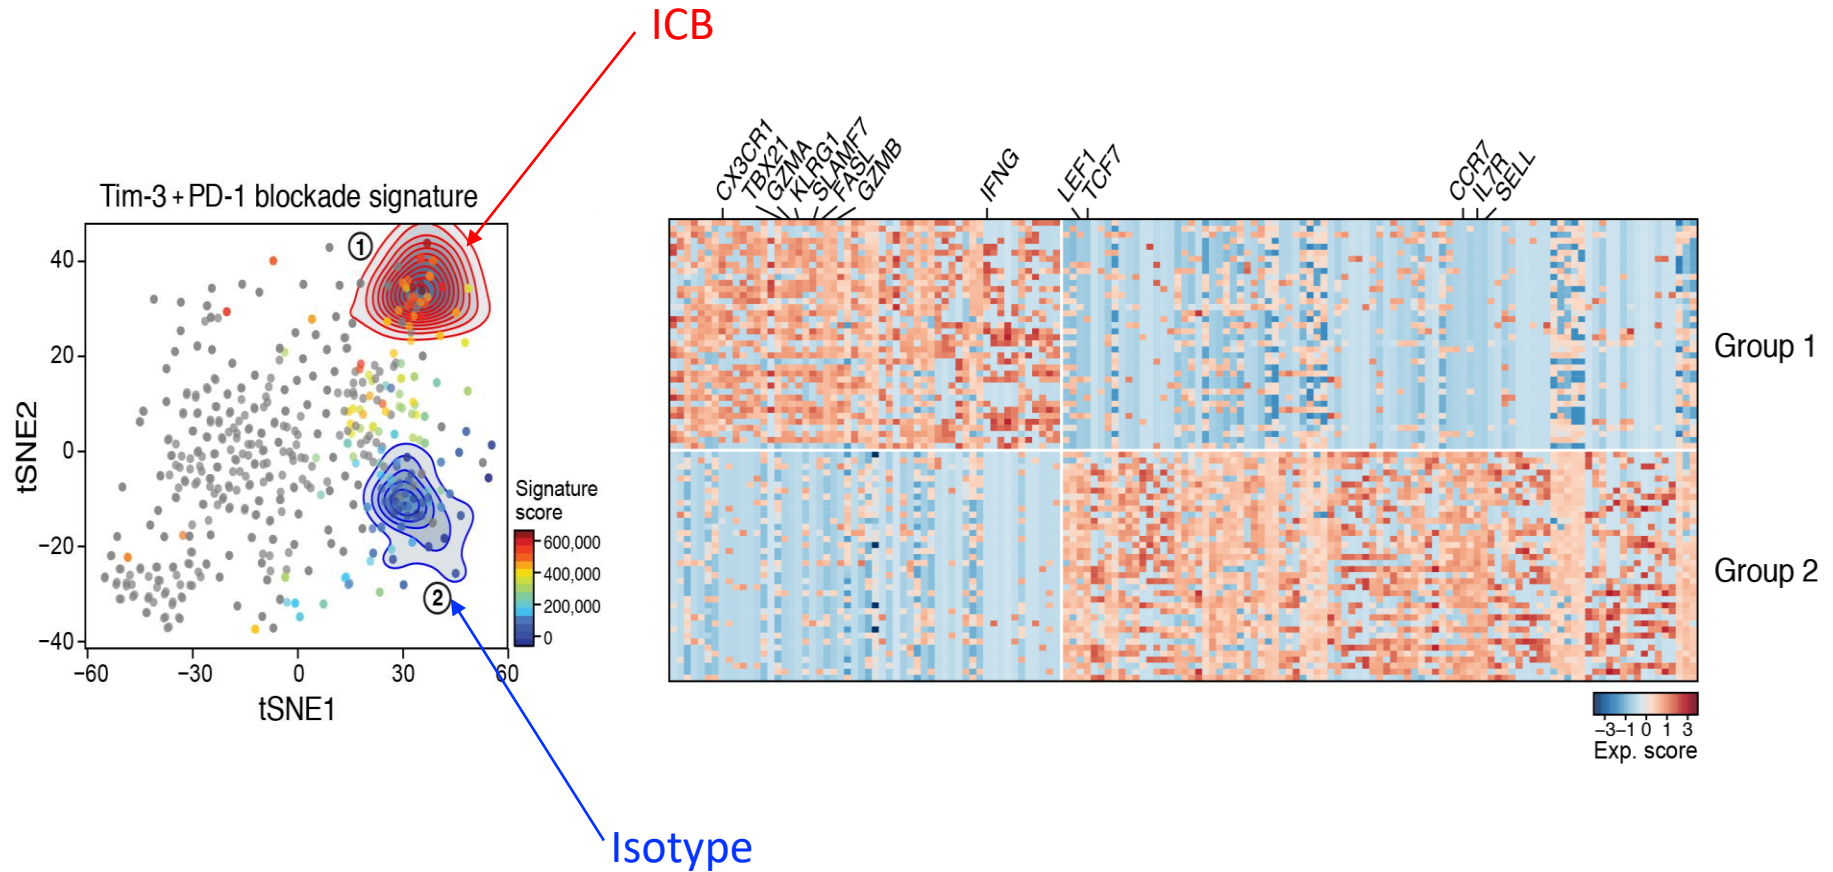 ICB
Tim-3 + PD-1 blockade signature
1
40
20
0
−20
−40
tSNE2
−60
−30
0
30
60
tSNE1
2
Signature
score
600,000
400,000
200,000
0
Isotype
CX3CR1
TBX21
GZMA
KLRG1
SLAMF7
FASL
GZMB
IFNG
LEF1
TCF7
CCR7
IL7R
SELL
Group 1
Group 2
−3 −1 0 1 3
Exp. score